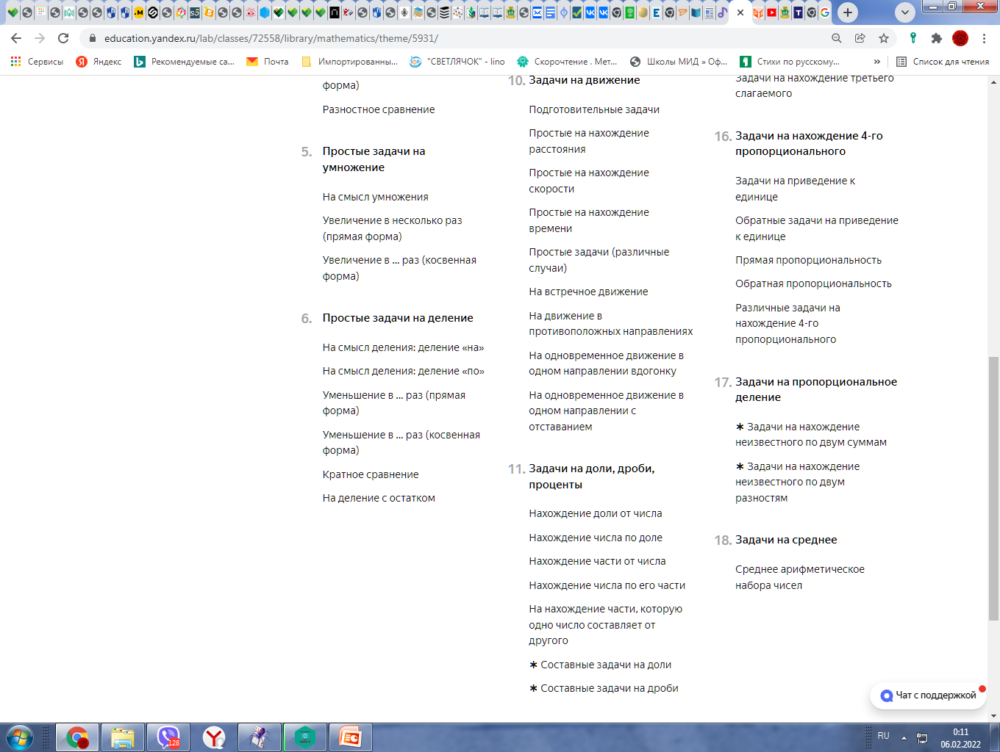 education.yandex.ru/lab/classes/72558/library/mathematics/theme/5931/
Сервисы
Яндекс
Рекомендуемые са...
Почта
Импортированны...
"СВЕТЛЯЧОК" - lino
Скорочтение . Мет...
Школы МИД » Оф...
Стихи по русскому...
»
Список для чтения
форма)
Разностное сравнение
5. Простые задачи на
умножение
На смысл умножения
Увеличение в несколько раз
(прямая форма)
Увеличение в ... раз (косвенная
форма)
6. Простые задачи на деление
На смысл деления: деление «на»
На смысл деления: деление «по»
Уменьшение в ... раз (прямая
форма)
Уменьшение в ... раз (косвенная
форма)
Кратное сравнение
На деление с остатком
10. Задачи на движение
Подготовительные задачи
Простые на нахождение
расстояния
Простые на нахождение
скорости
Простые на нахождение
времени
Простые задачи (различные
случаи)
На встречное движение
На движение в
противоположных направлениях
На одновременное движение в
одном направлении вдогонку
На одновременное движение в
одном направлении с
отставанием
11. Задачи на доли, дроби,
проценты
Нахождение доли от числа
Нахождение числа по доле
Нахождение части от числа
Нахождение числа по его части
На нахождение части, которую
одно число составляет от
другого
∗ Составные задачи на доли
∗ Составные задачи на дроби
Задачи на нахождение третьего
слагаемого
16. Задачи на нахождение 4-го
пропорционального
Задачи на приведение к
единице
Обратные задачи на приведение
к единице
Прямая пропорциональность
Обратная пропорциональность
Различные задачи на
нахождение 4-го
пропорционального
17. Задачи на пропорциональное
деление
∗ Задачи на нахождение
неизвестного по двум суммам
∗ Задачи на нахождение
неизвестного по двум
разностям
18. Задачи на среднее
Среднее арифметическое
набора чисел
Чат с поддержкой
128
RU
0:11
06.02.2022